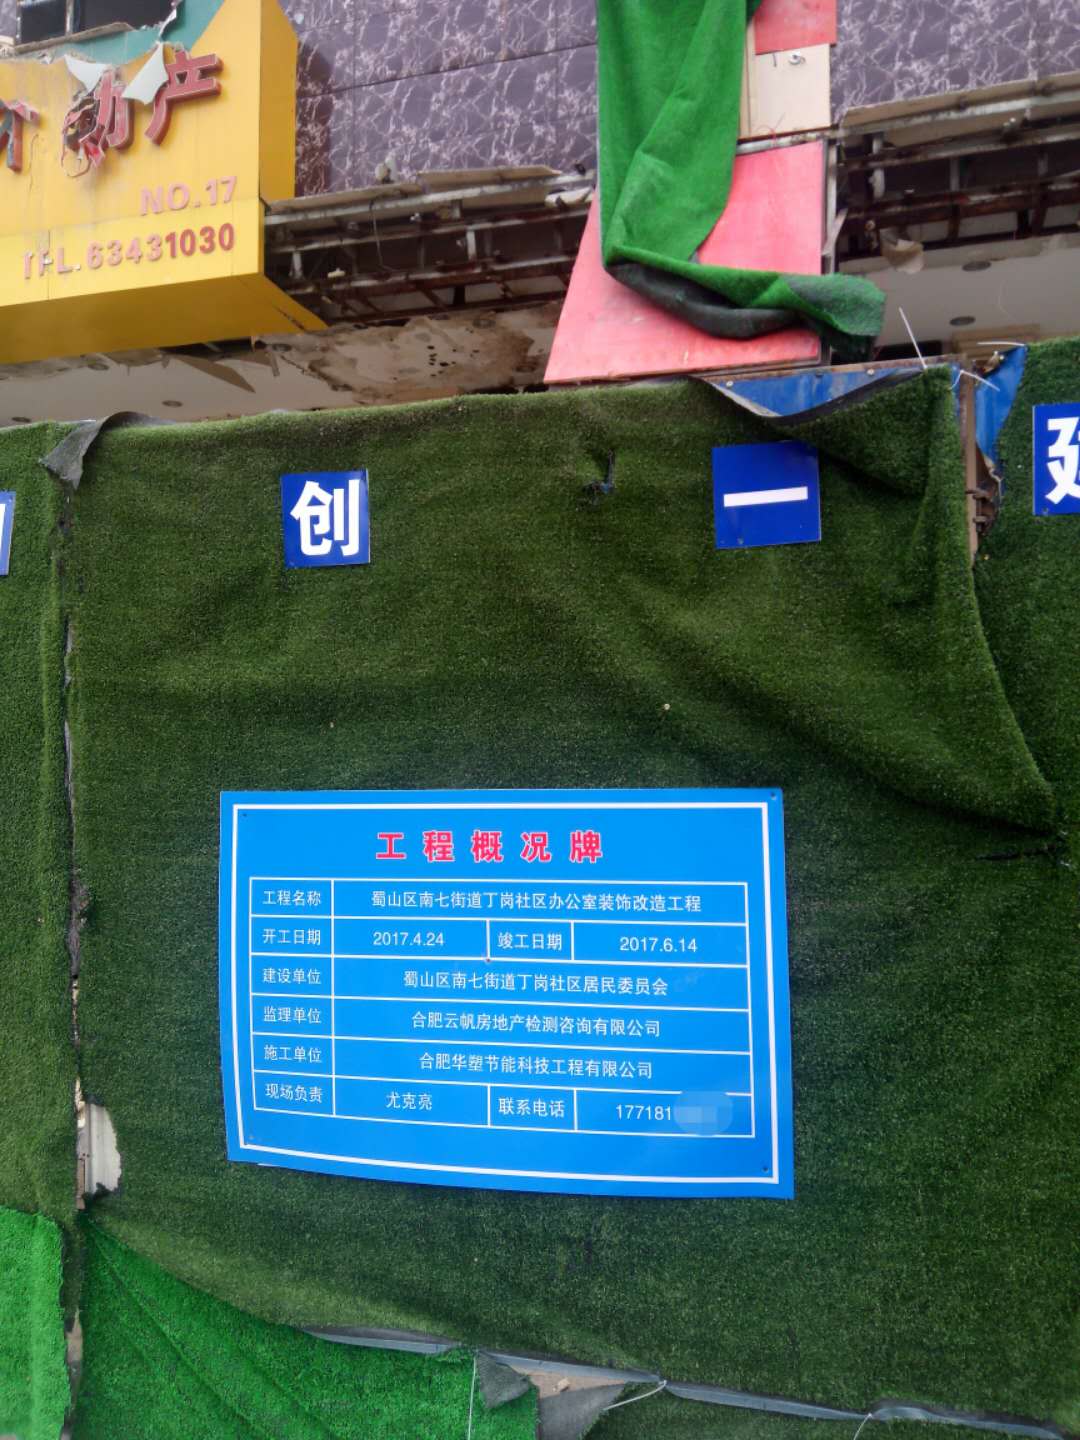 动产
NO.17
TEL.63431030
创 一 建
工程概况牌
工程名称 蜀山区南七街道丁岗社区办公室装饰改造工程
开工日期 2017.4.24 竣工日期 2017.6.14
建设单位 蜀山区南七街道丁岗社区居民委员会
监理单位 合肥云帆房地产检测咨询有限公司
施工单位 合肥华塑节能科技工程有限公司
现场负责 尤克亮 联系电话 177181